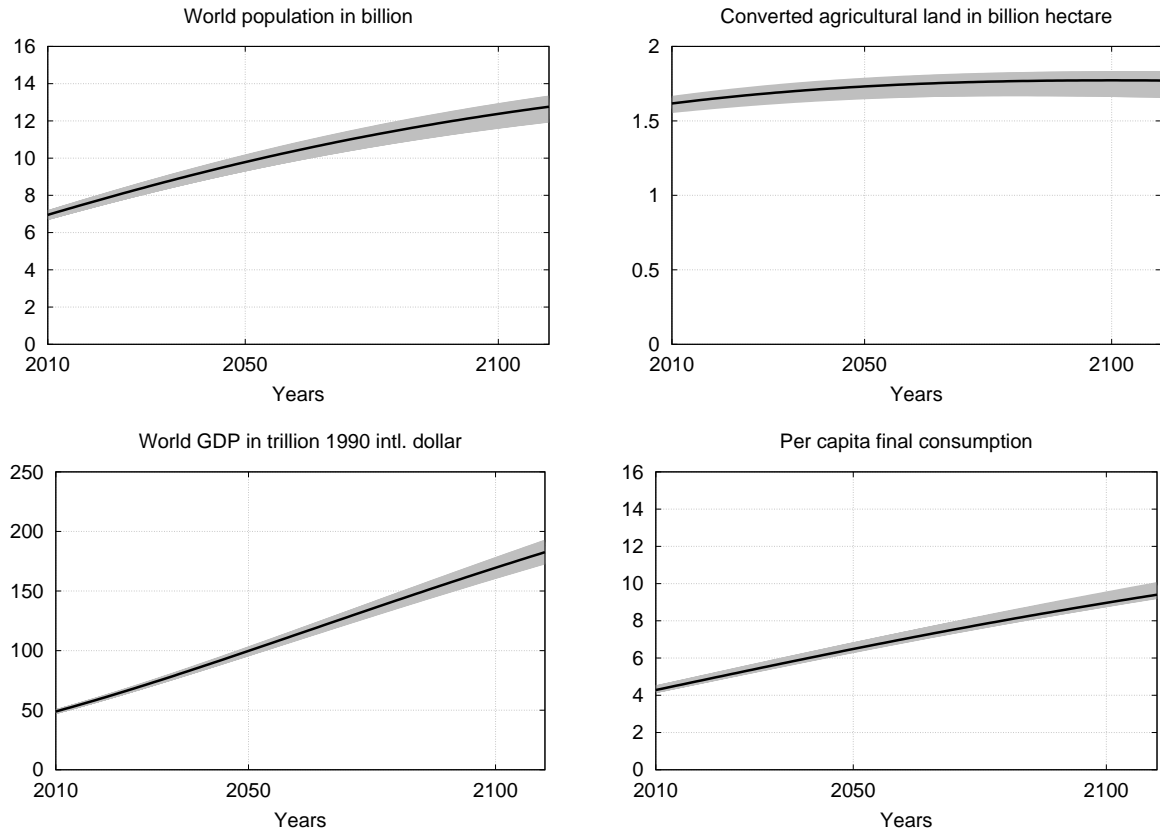 World population in billion
16
14
12
10
8
6
4
2
0
2010 2050 2100
Years
Converted agricultural land in billion hectare
2
1.5
1
0.5
0
2010 2050 2100
Years
World GDP in trillion 1990 intl. dollar
250
200
150
100
50
0
2010 2050 2100
Years
Per capita final consumption
16
14
12
10
8
6
4
2
0
2010 2050 2100
Years